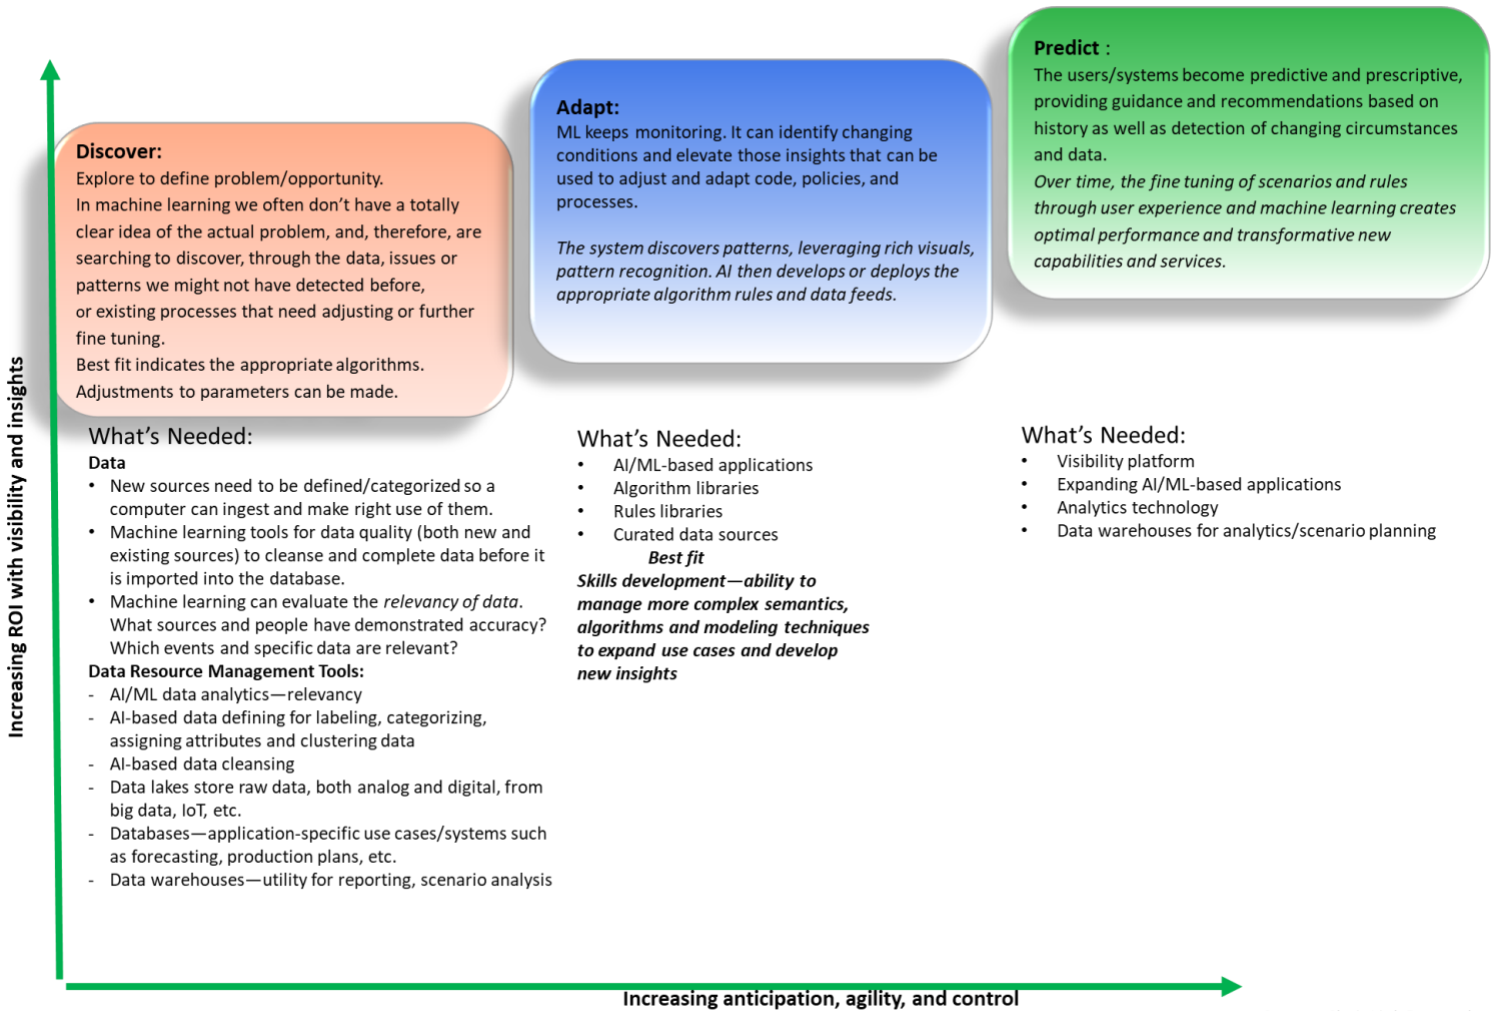 Discover:
Explore to define problem/opportunity.
In machine learning we often don’t have a totally
clear idea of the actual problem, and, therefore, are
searching to discover, through the data, issues or
patterns we might not have detected before,
or existing processes that need adjusting or further
fine tuning.
Best fit indicates the appropriate algorithms.
Adjustments to parameters can be made.
What’s Needed:
Data
• New sources need to be defined/categorized so a
computer can ingest and make right use of them.
• Machine learning tools for data quality (both new and
existing sources) to cleanse and complete data before it
is imported into the database.
• Machine learning can evaluate the relevancy of data.
What sources and people have demonstrated accuracy?
Which events and specific data are relevant?
Data Resource Management Tools:
- AI/ML data analytics—relevancy
- AI-based data defining for labeling, categorizing,
assigning attributes and clustering data
- AI-based data cleansing
- Data lakes store raw data, both analog and digital, from
big data, IoT, etc.
- Databases—application-specific use cases/systems such
as forecasting, production plans, etc.
- Data warehouses—utility for reporting, scenario analysis
Adapt:
ML keeps monitoring. It can identify changing
conditions and elevate those insights that can be
used to adjust and adapt code, policies, and
processes.
The system discovers patterns, leveraging rich visuals,
pattern recognition. AI then develops or deploys the
appropriate algorithm rules and data feeds.
What’s Needed:
• AI/ML-based applications
• Algorithm libraries
• Rules libraries
• Curated data sources
Best fit
Skills development—ability to
manage more complex semantics,
algorithms and modeling techniques
to expand use cases and develop
new insights
Predict :
The users/systems become predictive and prescriptive,
providing guidance and recommendations based on
history as well as detection of changing circumstances
and data.
Over time, the fine tuning of scenarios and rules
through user experience and machine learning creates
optimal performance and transformative new
capabilities and services.
What’s Needed:
• Visibility platform
• Expanding AI/ML-based applications
• Analytics technology
• Data warehouses for analytics/scenario planning
Increasing ROI with visibility and insights
Increasing anticipation, agility, and control